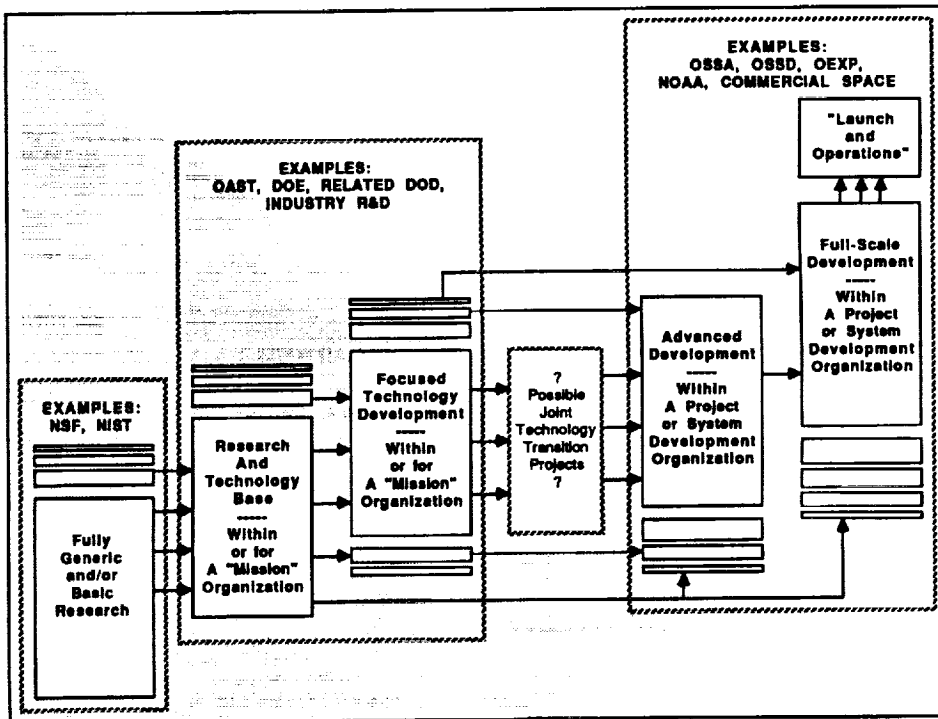 EXAMPLES:
NSF, NIST
Fully
Generic
and/or
Basic
Research
EXAMPLES:
OAST, DOE, RELATED DOD,
INDUSTRY R&D
Research
And
Technology
Base
-----
Within
or for
A "Mission"
Organization
Focused
Technology
Development
-----
Within
or for
A "Mission"
Organization
?
Possible
Joint
Technology
Transition
Projects
?
EXAMPLES:
OSSA, OSSD, OEXP,
NOAA, COMMERCIAL SPACE
Advanced
Development
-----
Within
A Project
or System
Development
Organization
Full-Scale
Development
-----
Within
A Project
or System
Development
Organization
"Launch
and
Operations"